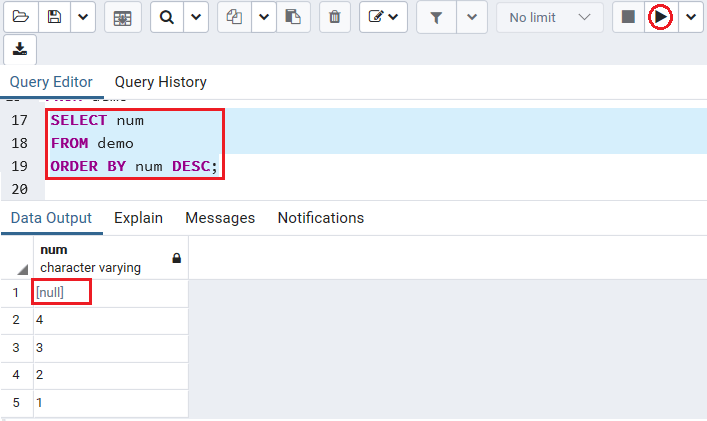 No limit
Query Editor Query History
17 SELECT num
18 FROM demo
19 ORDER BY num DESC;
20
Data Output Explain Messages Notifications
num
character varying
1 [null]
2 4
3 3
4 2
5 1